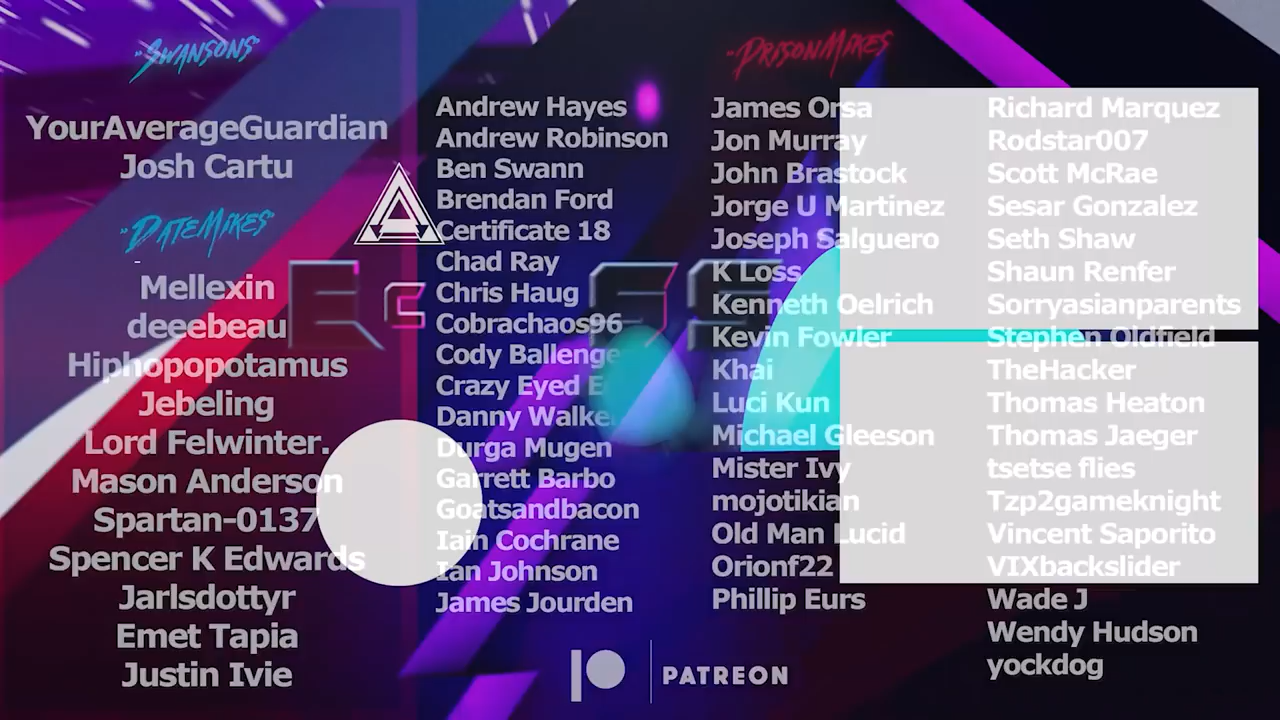 "Swansons"
YourAverageGuardian
Josh Cartu
"DateMikes"
Mellexin
deeebeau
Hiphopopotamus
Jebeling
Lord Felwinter.
Mason Anderson
Spartan-0137
Spencer K Edwards
Jarlsdottyr
Emet Tapia
Justin Ivie
"PrisonMikes"
Andrew Hayes
Andrew Robinson
Ben Swann
Brendan Ford
Certificate 18
Chad Ray
Chris Haug
Cobrachaos96
Cody Ballenge
Crazy Eyed
Danny Walke
Durga Mugen
Garrett Barbo
Goatsandbacon
Iain Cochrane
Ian Johnson
James Jourden
James Orsa
Jon Murray
John Brastock
Jorge U Martinez
Joseph Salguero
K Loss
Kenneth Oelrich
Kevin Fowler
Khai
Luci Kun
Michael Gleeson
Mister Ivy
mojotikian
Old Man Lucid
Orionf22
Phillip Eurs
Richard Marquez
Rodstar007
Scott McRae
Sesar Gonzalez
Seth Shaw
Shaun Renfer
Sorryasianparents
Stephen Oldfield
TheHacker
Thomas Heaton
Thomas Jaeger
tsetse flies
Tzp2gameknight
Vincent Saporito
VIXbackslider
Wade J
Wendy Hudson
yockdog
PATREON